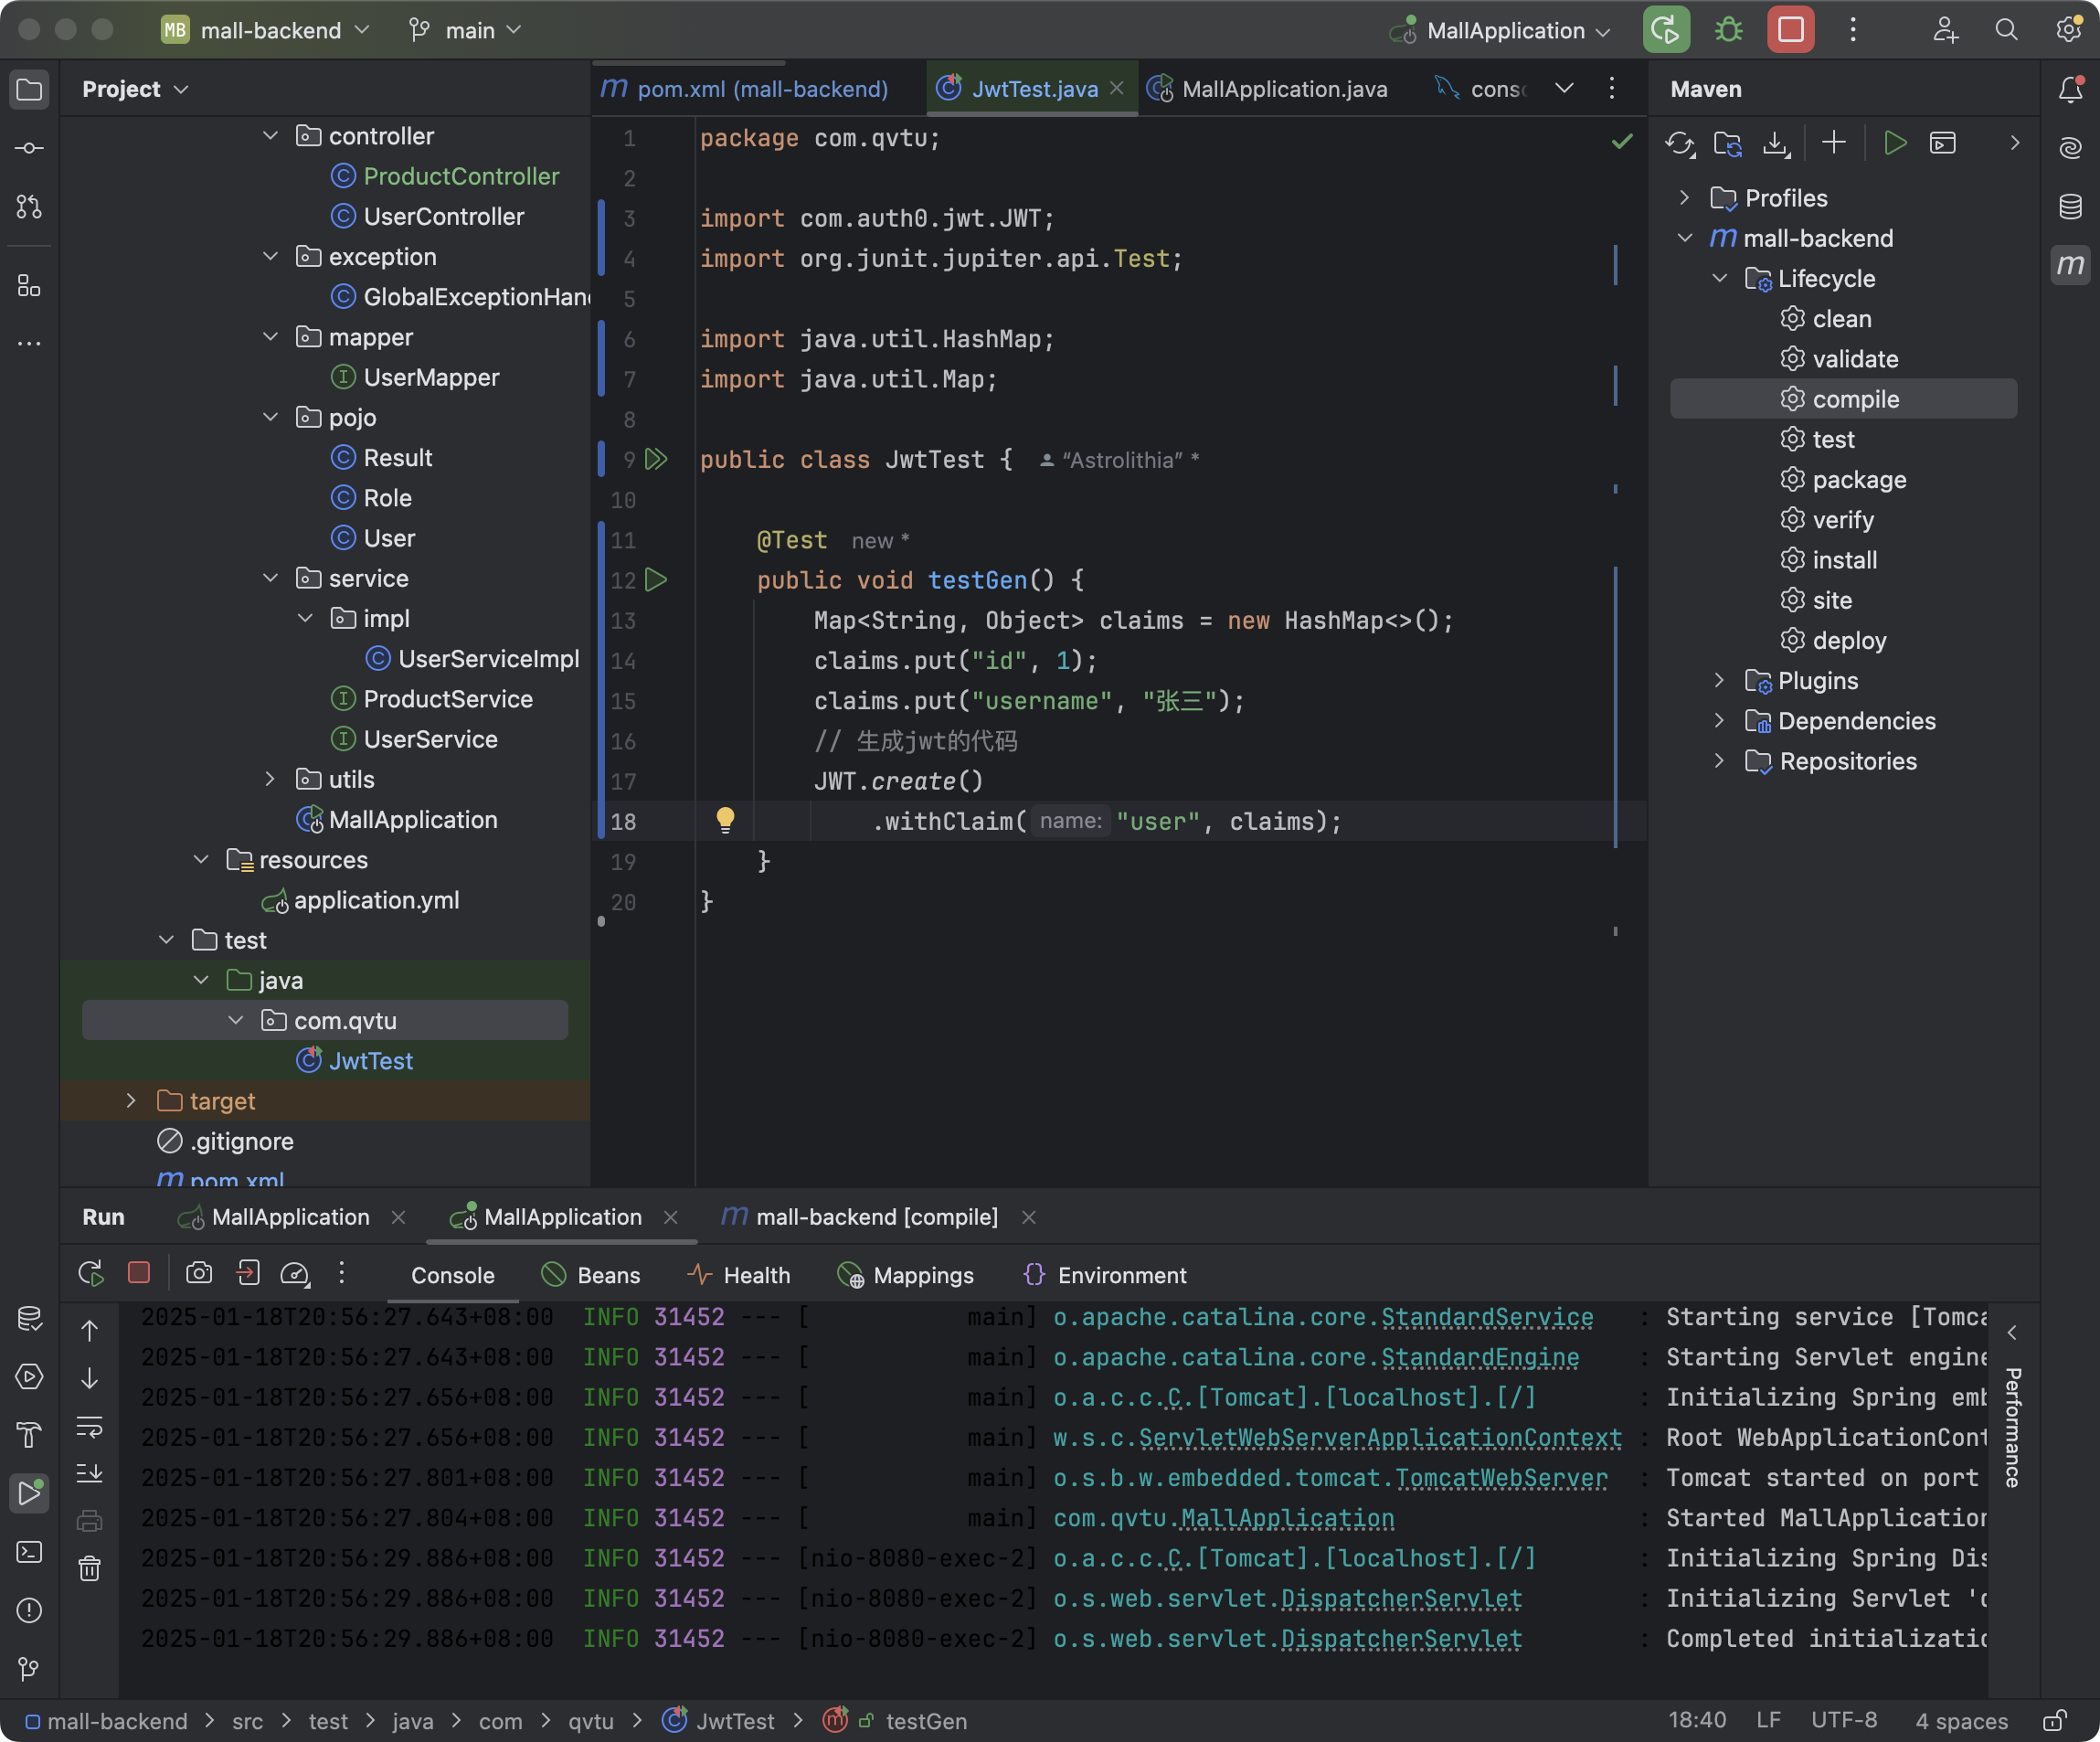 MB mall-backend main MallApplication
Project
controller
ProductController
UserController
exception
GlobalExceptionHan
mapper
UserMapper
pojo
Result
Role
User
service
impl
UserServiceImpl
ProductService
UserService
utils
MallApplication
resources
application.yml
test
java
com.qvtu
JwtTest
target
.gitignore
m pom.xml
m pom.xml (mall-backend) JwtTest.java MallApplication.java cons
1 package com.qvtu;
2
3 import com.auth0.jwt.JWT;
4 import org.junit.jupiter.api.Test;
5
6 import java.util.HashMap;
7 import java.util.Map;
8
9 public class JwtTest { "Astrolithia" *
10
11 @Test new *
12 public void testGen() {
13 Map<String, Object> claims = new HashMap<>();
14 claims.put("id", 1);
15 claims.put("username", "张三");
16 // 生成jwt的代码
17 JWT.create()
18 .withClaim( name: "user", claims);
19 }
20 }
Maven
Profiles
m mall-backend
Lifecycle
clean
validate
compile
test
package
verify
install
site
deploy
Plugins
Dependencies
Repositories
m
Run MallApplication MallApplication m mall-backend [compile]
Console Beans Health Mappings Environment
2025-01-18T20:56:27.643+08:00 INFO 31452 --- [ main] o.apache.catalina.core.StandardService : Starting service [Tomca
2025-01-18T20:56:27.643+08:00 INFO 31452 --- [ main] o.apache.catalina.core.StandardEngine : Starting Servlet engine
2025-01-18T20:56:27.656+08:00 INFO 31452 --- [ main] o.a.c.c.C.[Tomcat].[localhost].[/] : Initializing Spring emb
2025-01-18T20:56:27.656+08:00 INFO 31452 --- [ main] w.s.c.ServletWebServerApplicationContext : Root WebApplicationCont
2025-01-18T20:56:27.801+08:00 INFO 31452 --- [ main] o.s.b.w.embedded.tomcat.TomcatWebServer : Tomcat started on port
2025-01-18T20:56:27.804+08:00 INFO 31452 --- [ main] com.qvtu.MallApplication : Started MallApplication
2025-01-18T20:56:29.886+08:00 INFO 31452 --- [nio-8080-exec-2] o.a.c.c.C.[Tomcat].[localhost].[/] : Initializing Spring Dis
2025-01-18T20:56:29.886+08:00 INFO 31452 --- [nio-8080-exec-2] o.s.web.servlet.DispatcherServlet : Initializing Servlet 'd
2025-01-18T20:56:29.886+08:00 INFO 31452 --- [nio-8080-exec-2] o.s.web.servlet.DispatcherServlet : Completed initializatio
Performance
mall-backend > src > test > java > com > qvtu > JwtTest > testGen 18:40 LF UTF-8 4 spaces